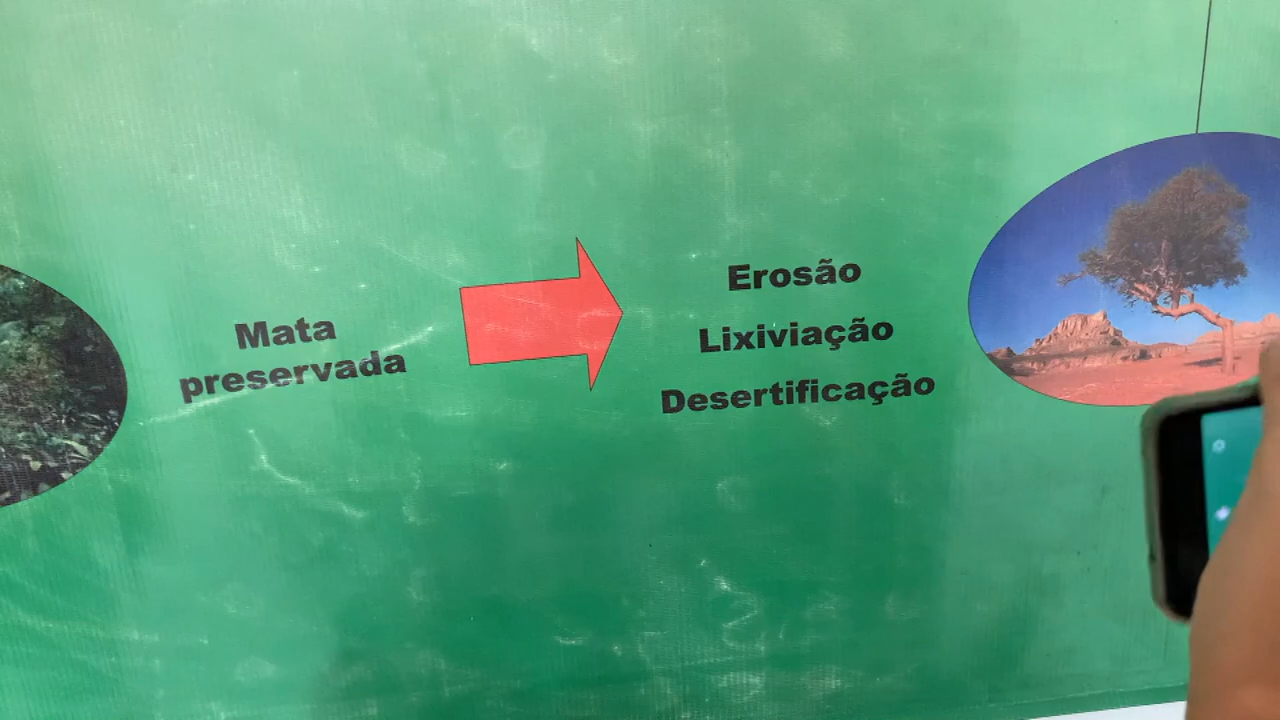 Mata
preservada
Erosão
Lixiviação
Desertificação